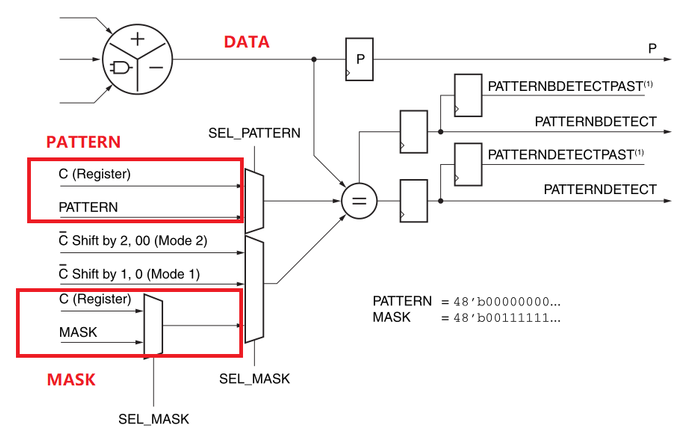 DATA
P
P
PATTERNBDETECTPAST(1)
SEL_PATTERN
PATTERNBDETECT
PATTERN
PATTERNDETECTPAST(1)
C (Register)
PATTERN
=
PATTERNDETECT
C̅ Shift by 2, 00 (Mode 2)
C̅ Shift by 1, 0 (Mode 1)
C (Register)
PATTERN = 48'b00000000...
MASK = 48'b00111111...
MASK
MASK
SEL_MASK
SEL_MASK